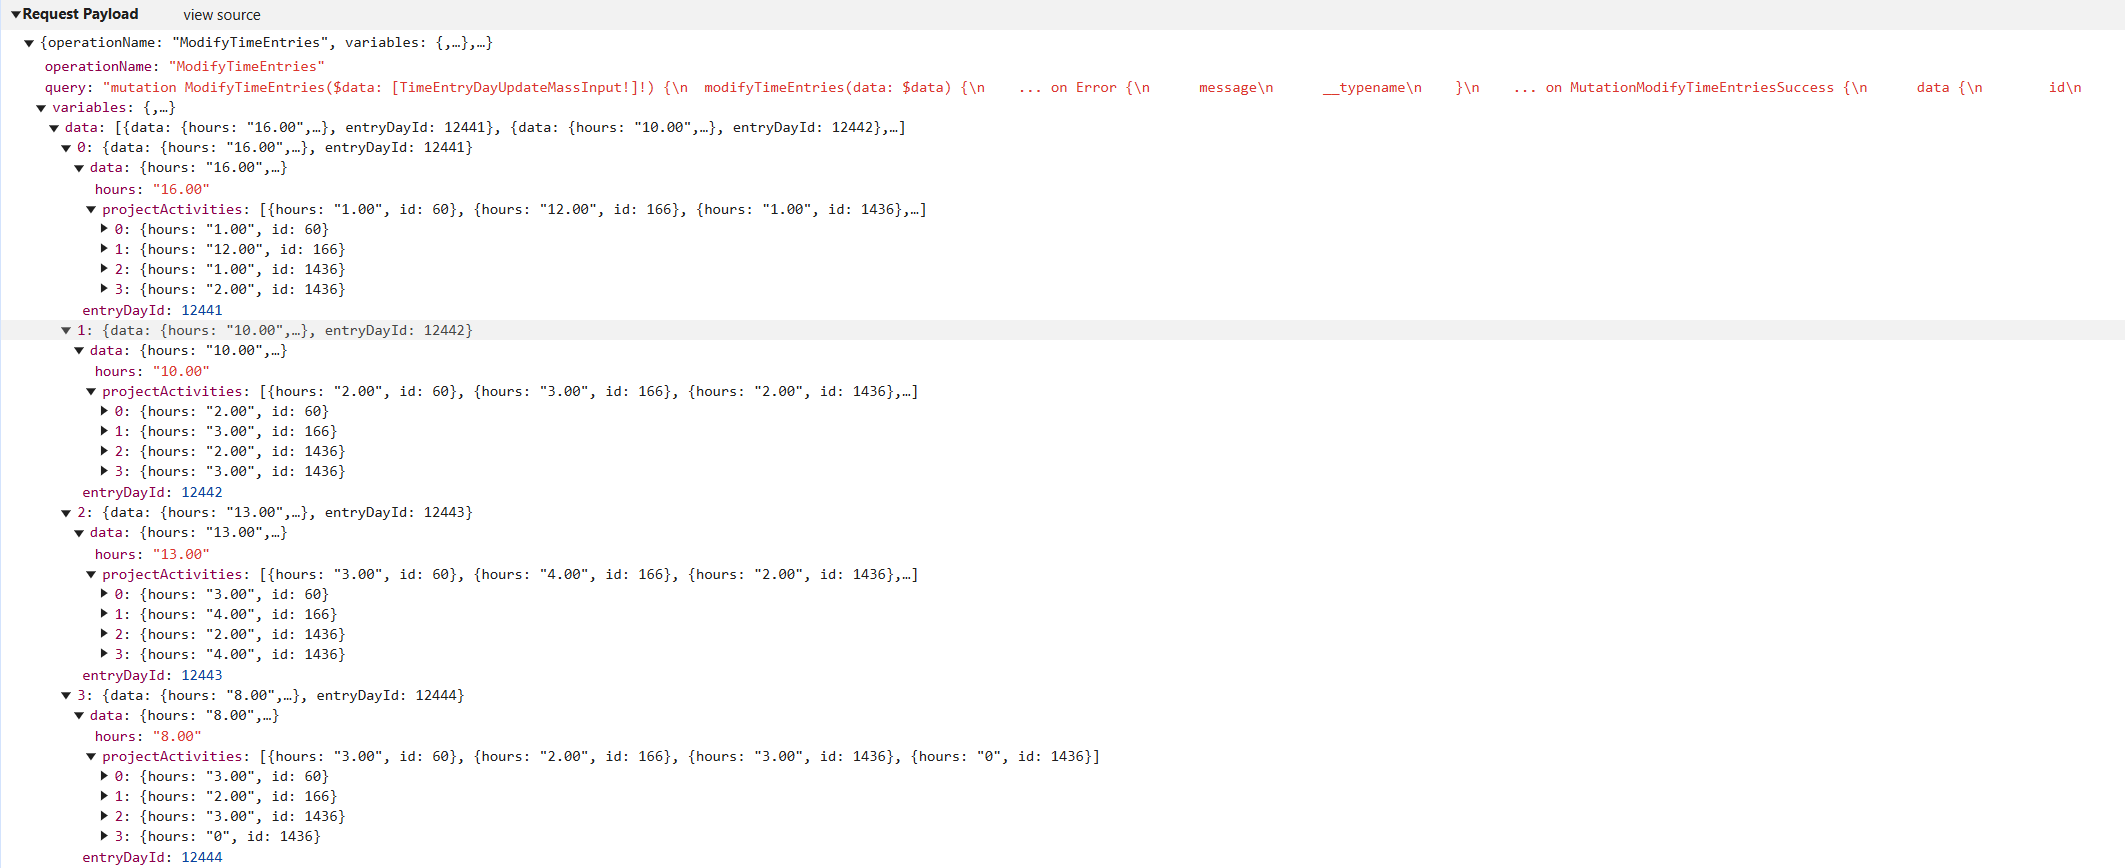 ▼Request Payload view source
▼{operationName: "ModifyTimeEntries", variables: {,…},…}
operationName: "ModifyTimeEntries"
query: "mutation ModifyTimeEntries($data: [TimeEntryDayUpdateMassInput!]!) {\n  modifyTimeEntries(data: $data) {\n    ... on Error {\n      message\n      __typename\n    }\n    ... on MutationModifyTimeEntriesSuccess {\n      data {\n        id\n
▼variables: {,…}
▼data: [{data: {hours: "16.00",…}, entryDayId: 12441}, {data: {hours: "10.00",…}, entryDayId: 12442},…]
▼0: {data: {hours: "16.00",…}, entryDayId: 12441}
▼data: {hours: "16.00",…}
hours: "16.00"
▼projectActivities: [{hours: "1.00", id: 60}, {hours: "12.00", id: 166}, {hours: "1.00", id: 1436},…]
▶0: {hours: "1.00", id: 60}
▶1: {hours: "12.00", id: 166}
▶2: {hours: "1.00", id: 1436}
▶3: {hours: "2.00", id: 1436}
entryDayId: 12441
▼1: {data: {hours: "10.00",…}, entryDayId: 12442}
▼data: {hours: "10.00",…}
hours: "10.00"
▼projectActivities: [{hours: "2.00", id: 60}, {hours: "3.00", id: 166}, {hours: "2.00", id: 1436},…]
▶0: {hours: "2.00", id: 60}
▶1: {hours: "3.00", id: 166}
▶2: {hours: "2.00", id: 1436}
▶3: {hours: "3.00", id: 1436}
entryDayId: 12442
▼2: {data: {hours: "13.00",…}, entryDayId: 12443}
▼data: {hours: "13.00",…}
hours: "13.00"
▼projectActivities: [{hours: "3.00", id: 60}, {hours: "4.00", id: 166}, {hours: "2.00", id: 1436},…]
▶0: {hours: "3.00", id: 60}
▶1: {hours: "4.00", id: 166}
▶2: {hours: "2.00", id: 1436}
▶3: {hours: "4.00", id: 1436}
entryDayId: 12443
▼3: {data: {hours: "8.00",…}, entryDayId: 12444}
▼data: {hours: "8.00",…}
hours: "8.00"
▼projectActivities: [{hours: "3.00", id: 60}, {hours: "2.00", id: 166}, {hours: "3.00", id: 1436}, {hours: "0", id: 1436}]
▶0: {hours: "3.00", id: 60}
▶1: {hours: "2.00", id: 166}
▶2: {hours: "3.00", id: 1436}
▶3: {hours: "0", id: 1436}
entryDayId: 12444